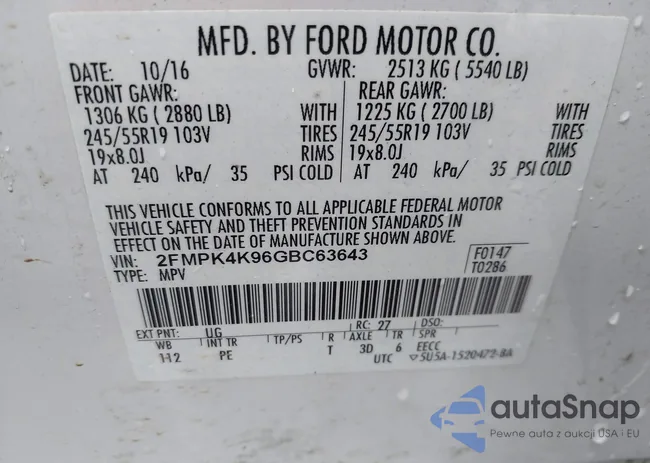 MFD. BY FORD MOTOR CO.
DATE: 10/16 GVWR: 2513 KG ( 5540 LB)
FRONT GAWR: REAR GAWR:
1306 KG ( 2880 LB) WITH 1225 KG ( 2700 LB) WITH
245/55R19 103V TIRES 245/55R19 103V TIRES
19x8.0J RIMS 19x8.0J RIMS
AT 240 kPa/ 35 PSI COLD AT 240 kPa/ 35 PSI COLD
THIS VEHICLE CONFORMS TO ALL APPLICABLE FEDERAL MOTOR
VEHICLE SAFETY AND THEFT PREVENTION STANDARDS IN
EFFECT ON THE DATE OF MANUFACTURE SHOWN ABOVE.
2FMPK4K96GBC63643 F0147
TYPE: MPV T0286
EXT PNT: UG RC: 27 DSO:
WB INT TR TP/PS R AXLE TR SPR
112 PE T 3D 6 EECC
UTC 5U5A-1520472-BA
autaSnap
Pewne auta z aukcji USA i EU